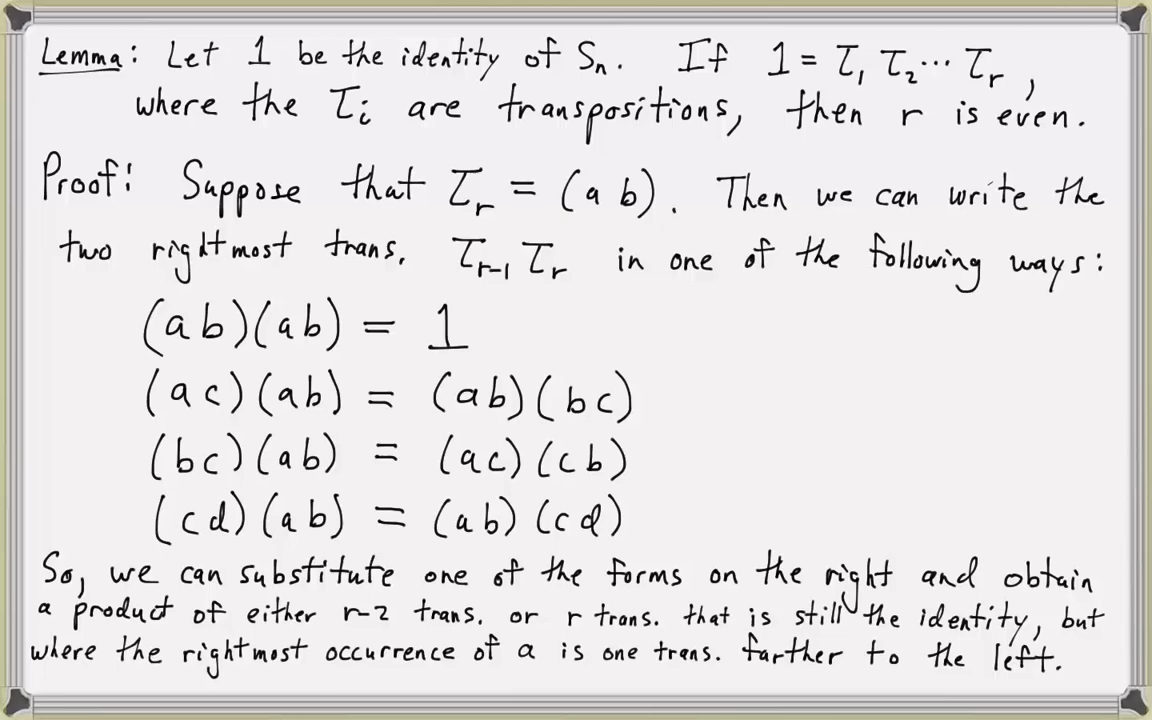 Lemma: Let 1 be the identity of Sₙ. If 1 = τ₁ τ₂ ⋯ τᵣ,
where the τᵢ are transpositions, then r is even.
Proof: Suppose that τᵣ = (a b). Then we can write the
two rightmost trans. τᵣ₋₁ τᵣ in one of the following ways:
(a b)(a b) = 1
(a c)(a b) = (a b)(b c)
(b c)(a b) = (a c)(c b)
(c d)(a b) = (a b)(c d)
So, we can substitute one of the forms on the right and obtain
a product of either r-2 trans. or r trans. that is still the identity, but
where the rightmost occurrence of a is one trans. farther to the left.